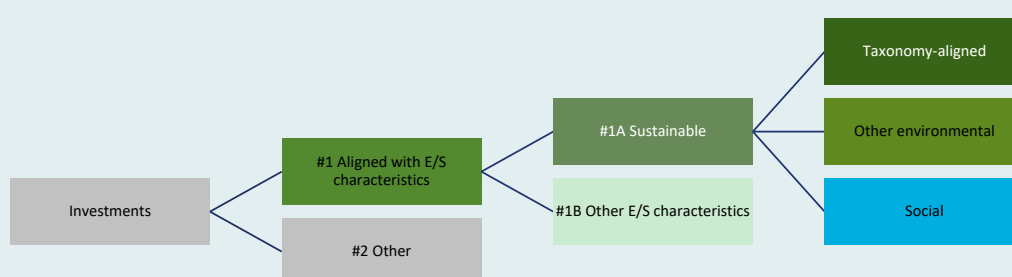 Taxonomy-aligned
#1A Sustainable
Other environmental
#1 Aligned with E/S
characteristics
Investments
#1B Other E/S characteristics
Social
#2 Other